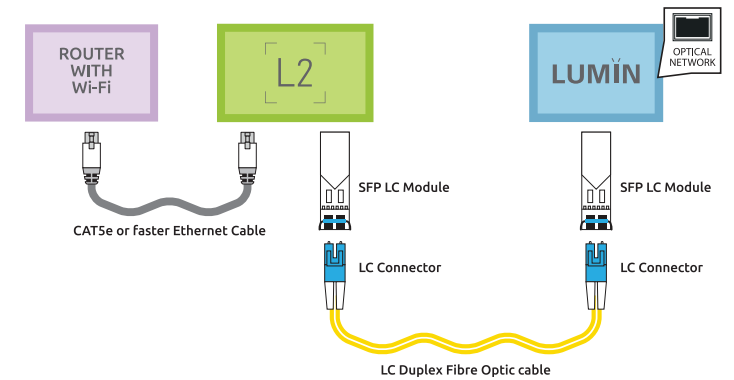 ROUTER
WITH
Wi-Fi
L2
LUMÏN
OPTICAL
NETWORK
SFP LC Module
SFP LC Module
CAT5e or faster Ethernet Cable
LC Connector
LC Connector
LC Duplex Fibre Optic cable